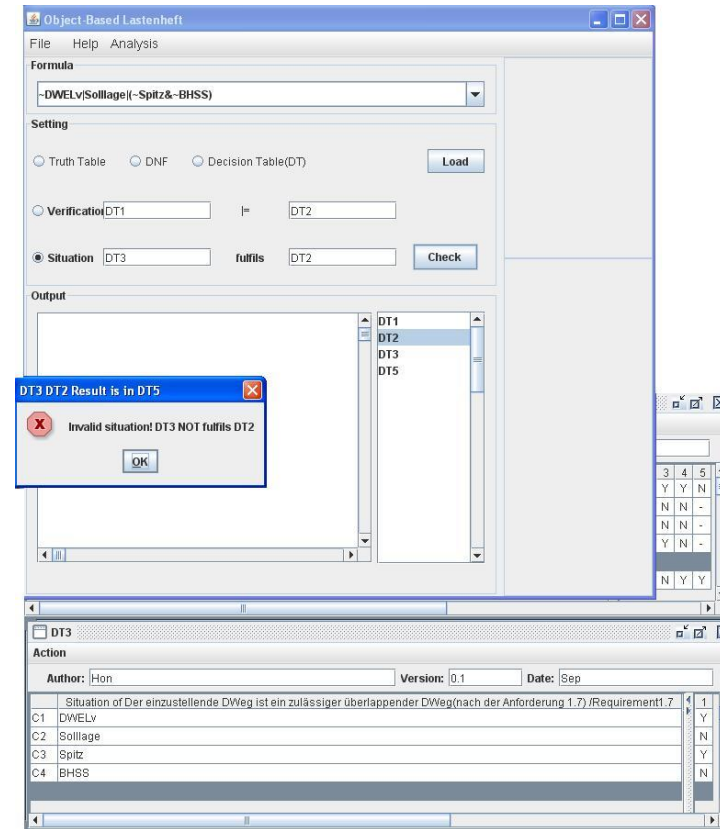 Object-Based Lastenheft
File Help Analysis
Formula
~DWELv|Solllage|(~Spitz&~BHSS)
Setting
Truth Table DNF Decision Table(DT) Load
Verification DT1 |= DT2
Situation DT3 fulfils DT2 Check
Output
DT1
DT2
DT3
DT5
DT3 DT2 Result is in DT5
X Invalid situation! DT3 NOT fulfils DT2
OK
3 4 5
Y Y N
N N -
N N -
Y N -
N Y Y
DT3
Action
Author: Hon Version: 0.1 Date: Sep
Situation of Der einzustellende DWeg ist ein zulässiger überlappender DWeg(nach der Anforderung 1.7) /Requirement1.7 1
C1 DWELv Y
C2 Solllage N
C3 Spitz Y
C4 BHSS N